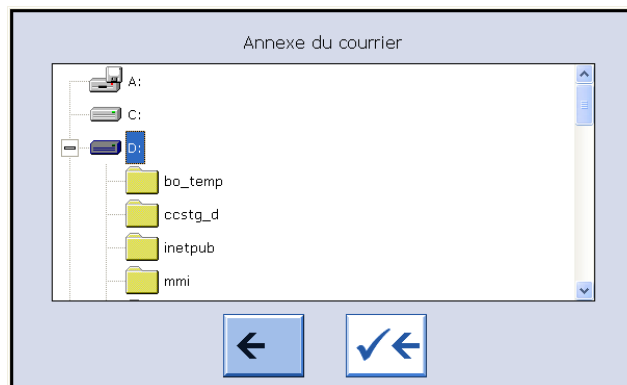 Annexe du courrier
A:
C:
D:
bo_temp
ccstg_d
inetpub
mmi